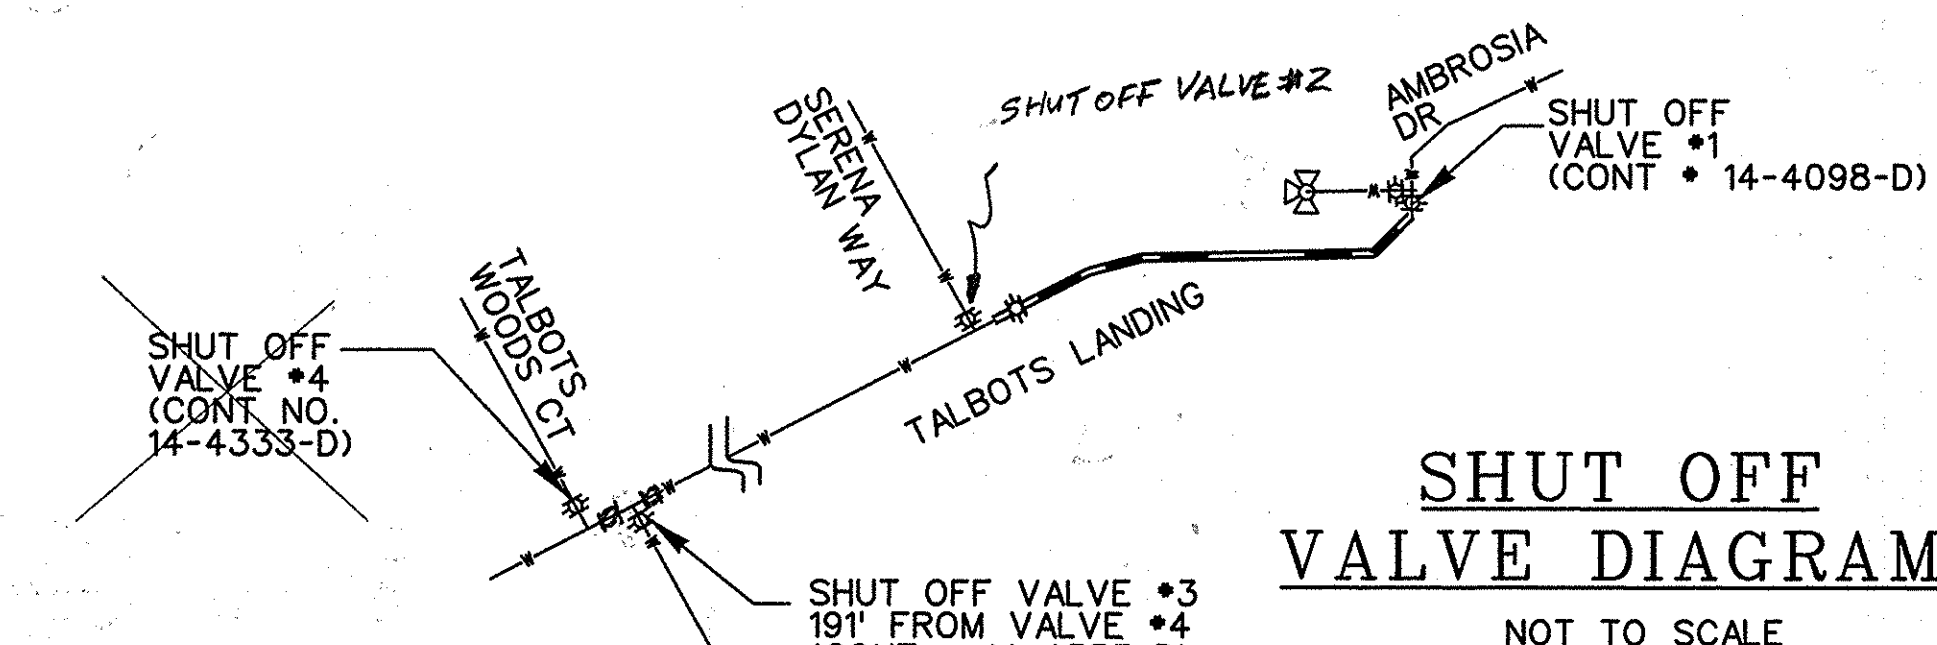 SHUT OFF VALVE #2
AMBROSIA
DR
SHUT OFF
VALVE #1
(CONT # 14-4098-D)
SERENA
DYLAN WAY
TALBOTS
WOODS CT
TALBOTS LANDING
SHUT OFF
VALVE #4
(CONT NO.
14-4333-D)
SHUT OFF VALVE #3
191' FROM VALVE #4
SHUT OFF
VALVE DIAGRAM
NOT TO SCALE
W
W
W
W
W
W
W
W
W
W
W